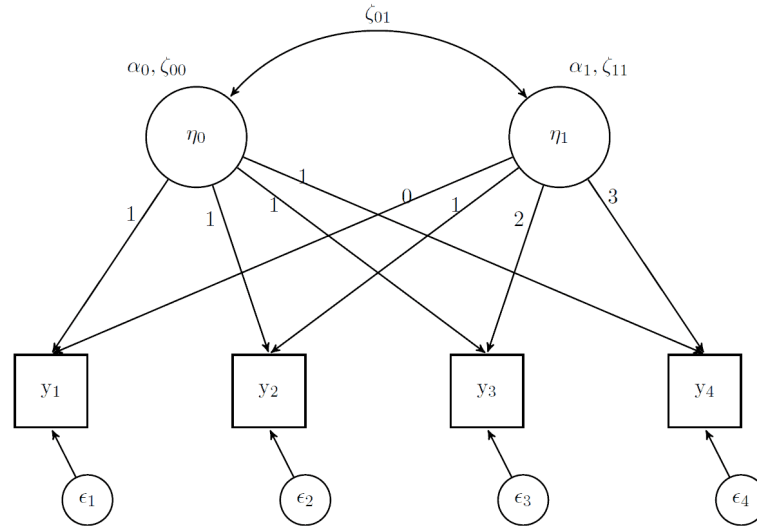 ζ₀₁
α₀, ζ₀₀
α₁, ζ₁₁
η₀
η₁
1 1 1 1 0 1 2 3
y₁ y₂ y₃ y₄
ϵ₁ ϵ₂ ϵ₃ ϵ₄